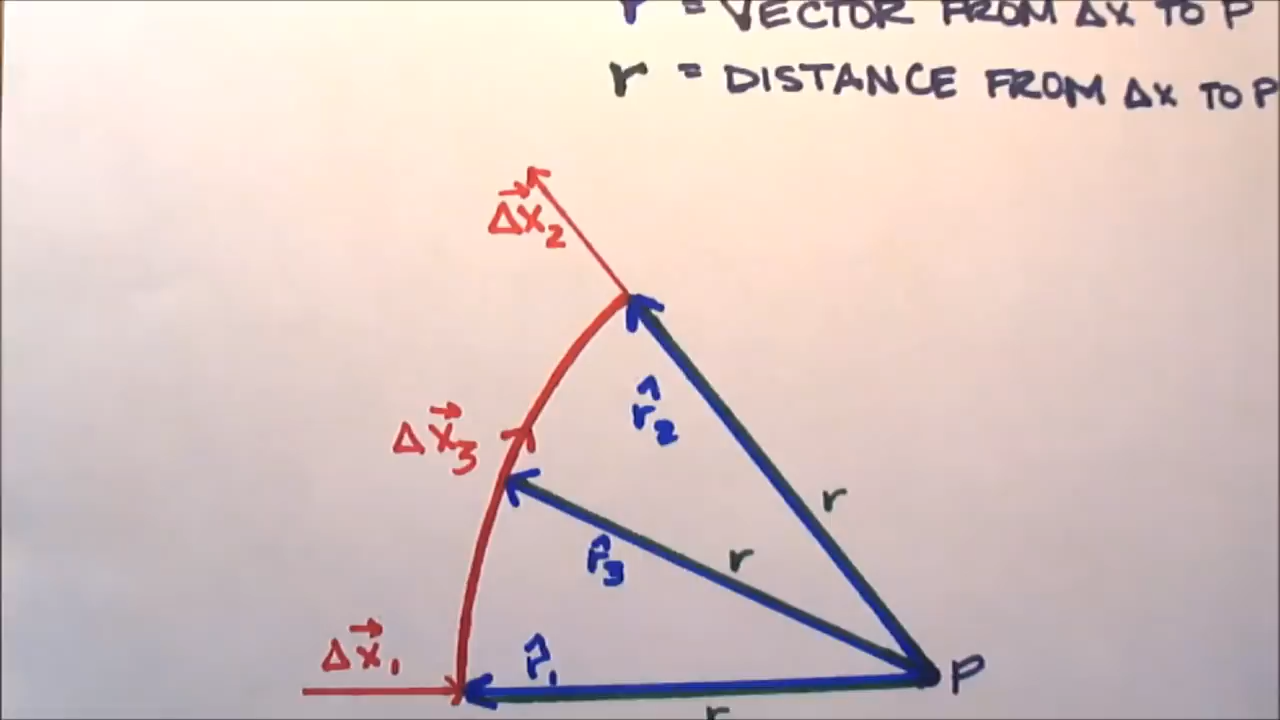 r = VECTOR FROM Δx TO P
r = DISTANCE FROM Δx TO P
Δx⃗₂
r̂₂
Δx⃗₃
r
r
r̂₃
Δx⃗₁
r̂₁
P
r